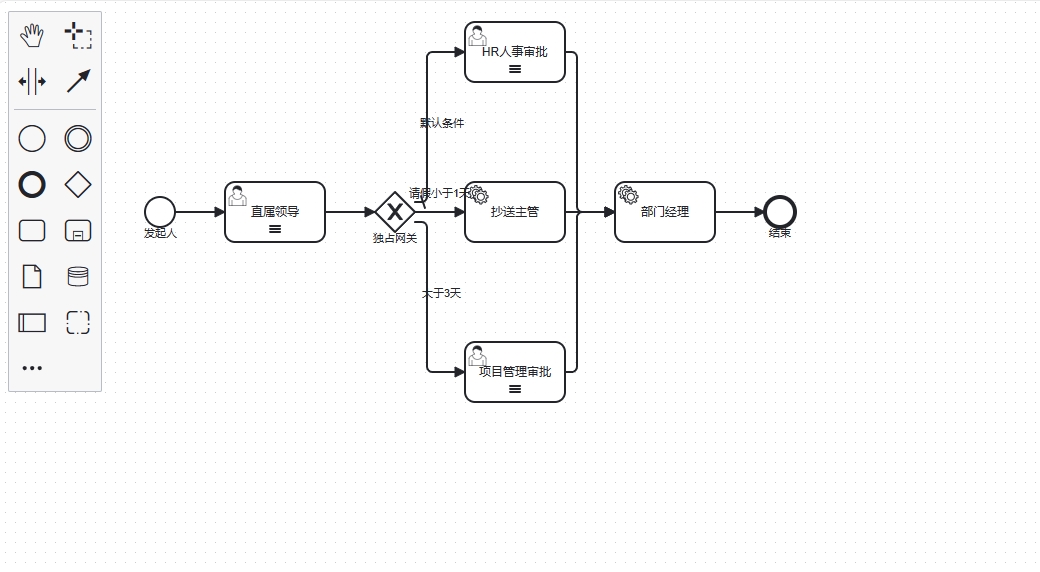 HR人事审批
默认条件
请假小于1天
直属领导
抄送主管
部门经理
发起人
独占网关
结束
大于3天
项目管理审批